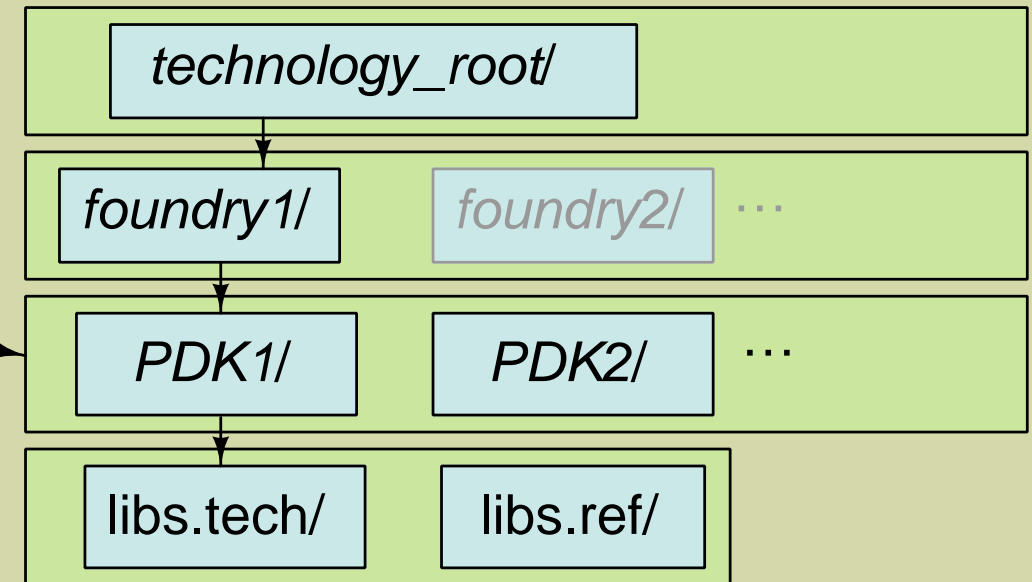 technology_root/
foundry1/ foundry2/ ...
PDK1/ PDK2/ ...
libs.tech/ libs.ref/